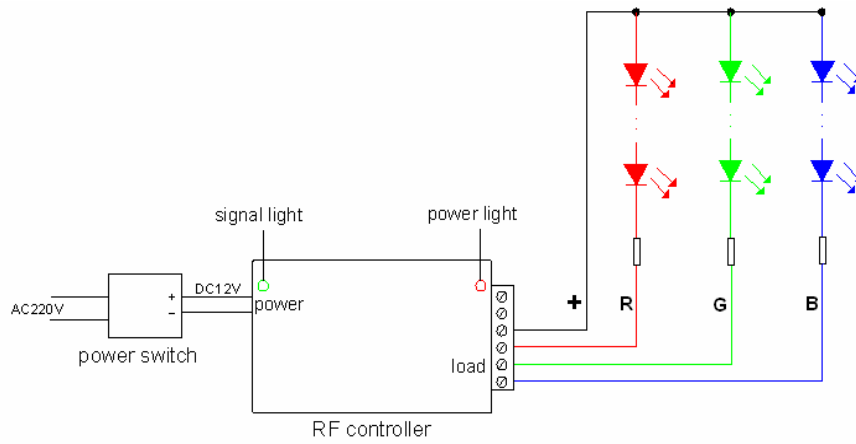 signal light
power light
AC220V
+
−
DC12V
power
power switch
load
RF controller
+
R
G
B